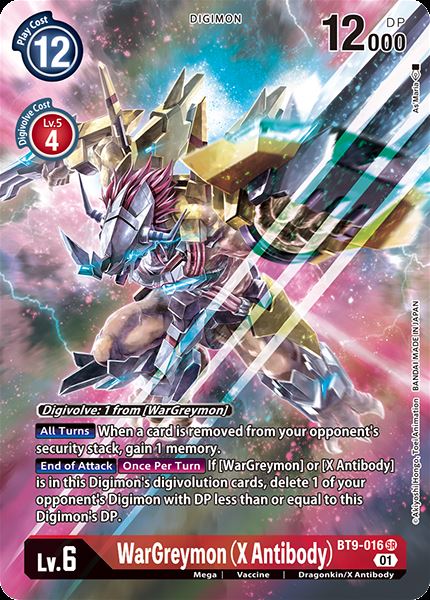 DIGIMON
Play Cost
12
DP
12000
Digivolve Cost
Lv.5
4
As'Maria
Digivolve: 1 from [WarGreymon]
All Turns When a card is removed from your opponent's
security stack, gain 1 memory.
End of Attack Once Per Turn If [WarGreymon] or [X Antibody]
is in this Digimon's digivolution cards, delete 1 of your
opponent's Digimon with DP less than or equal to this
Digimon's DP.
©Akiyoshi Hongo, Toei Animation BANDAI MADE IN JAPAN
Lv.6
WarGreymon (X Antibody)
BT9-016 SR
01
Mega | Vaccine | Dragonkin/X Antibody